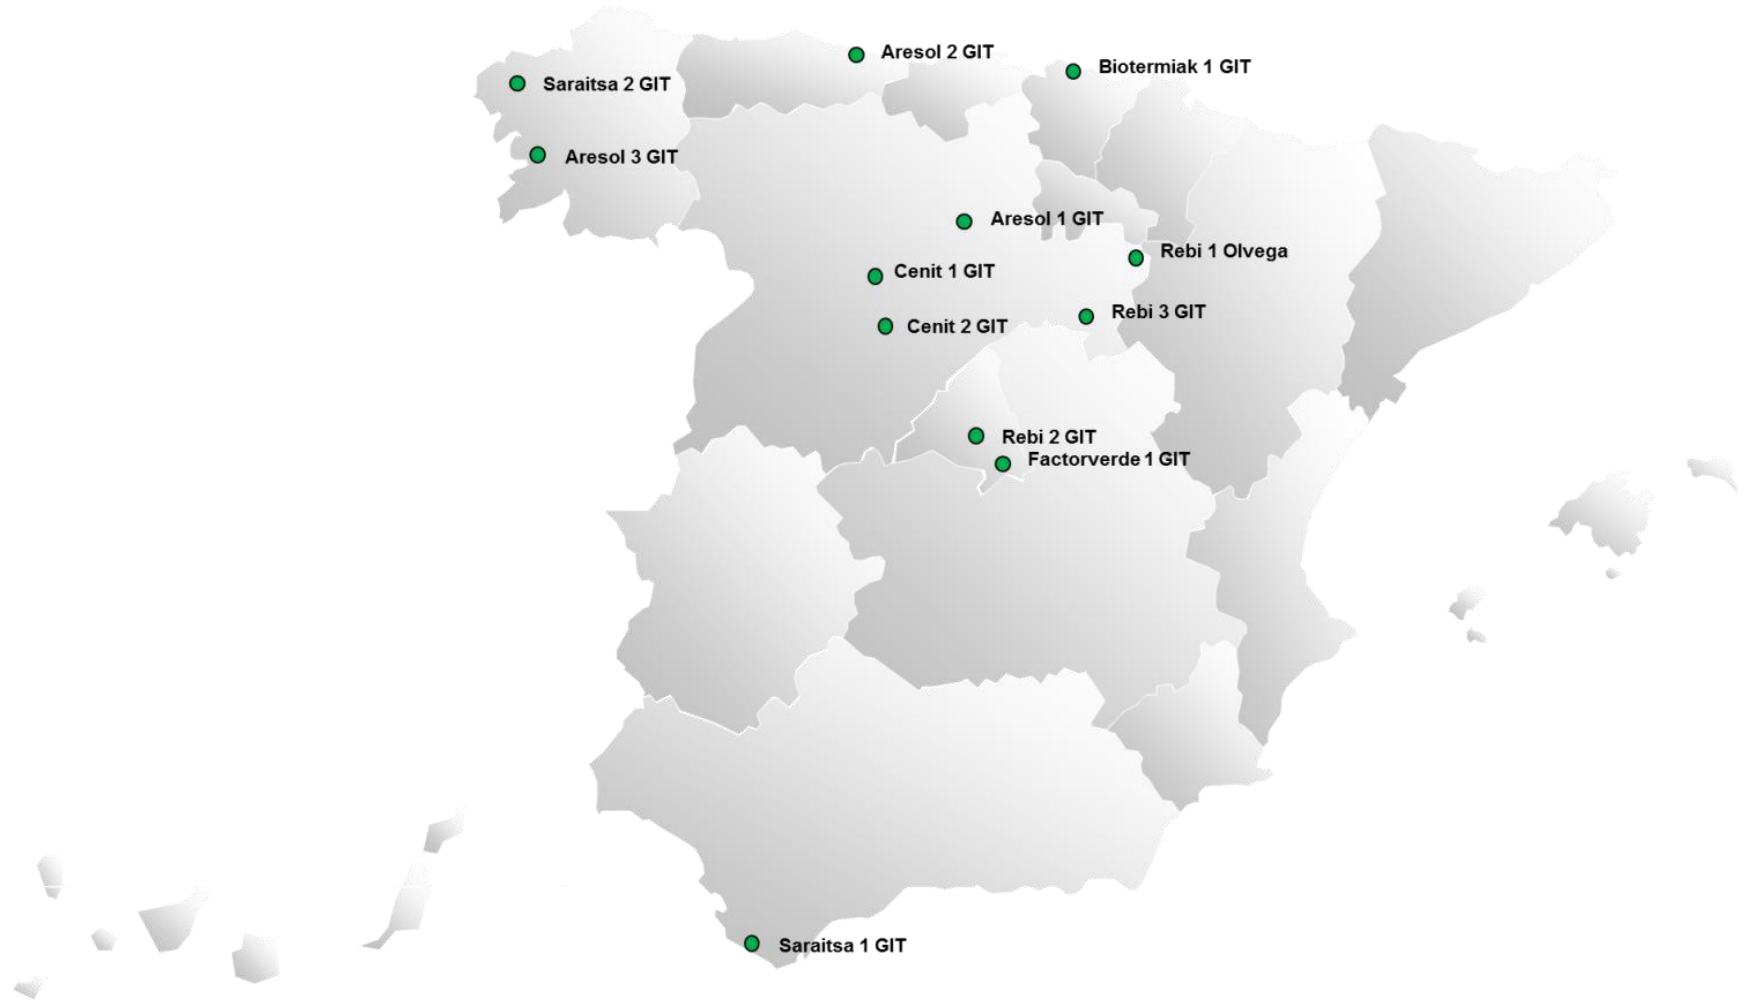 Aresol 2 GIT
Biotermiak 1 GIT
Saraitsa 2 GIT
Aresol 3 GIT
Aresol 1 GIT
Rebi 1 Olvega
Cenit 1 GIT
Rebi 3 GIT
Cenit 2 GIT
Rebi 2 GIT
Factorverde 1 GIT
Saraitsa 1 GIT